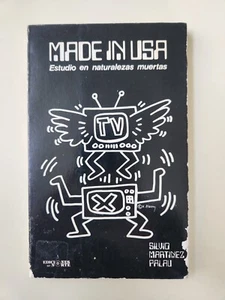 MADE IN USA
Estudio en naturalezas muertas
TV
X
SILVIO
MARTINEZ
PALAU